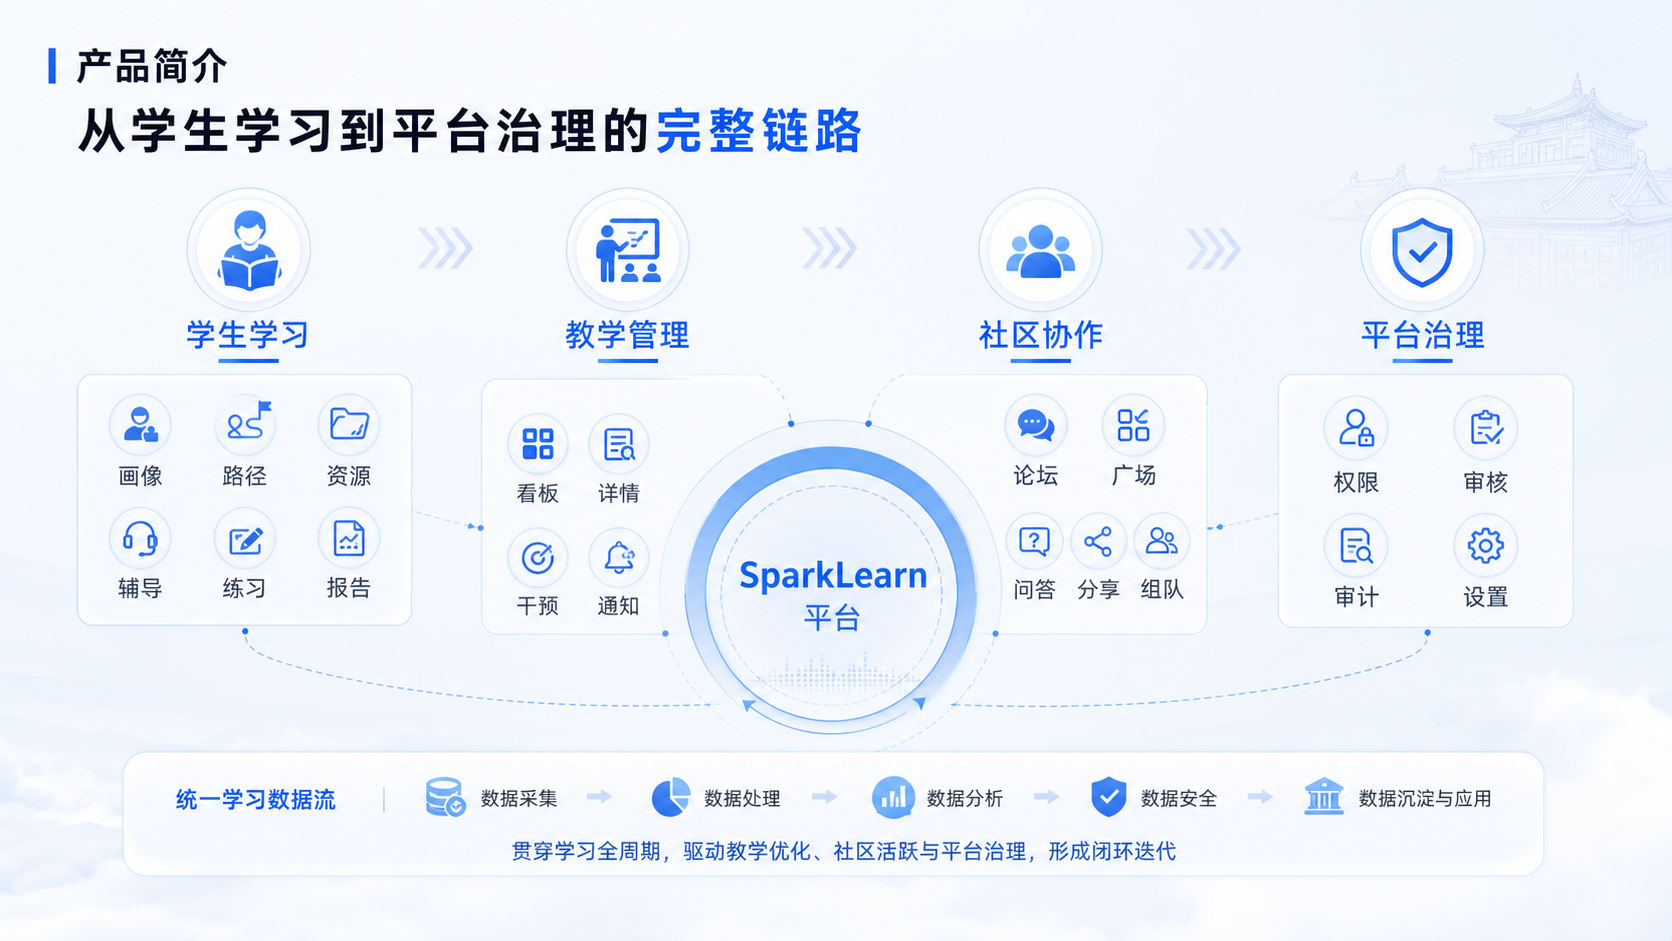 产品简介
从学生学习到平台治理的完整链路
学生学习
教学管理
社区协作
平台治理
画像
路径
资源
辅导
练习
报告
看板
详情
干预
通知
SparkLearn
平台
论坛
广场
问答
分享
组队
权限
审核
审计
设置
统一学习数据流
数据采集
数据处理
数据分析
数据安全
数据沉淀与应用
贯穿学习全周期，驱动教学优化、社区活跃与平台治理，形成闭环迭代